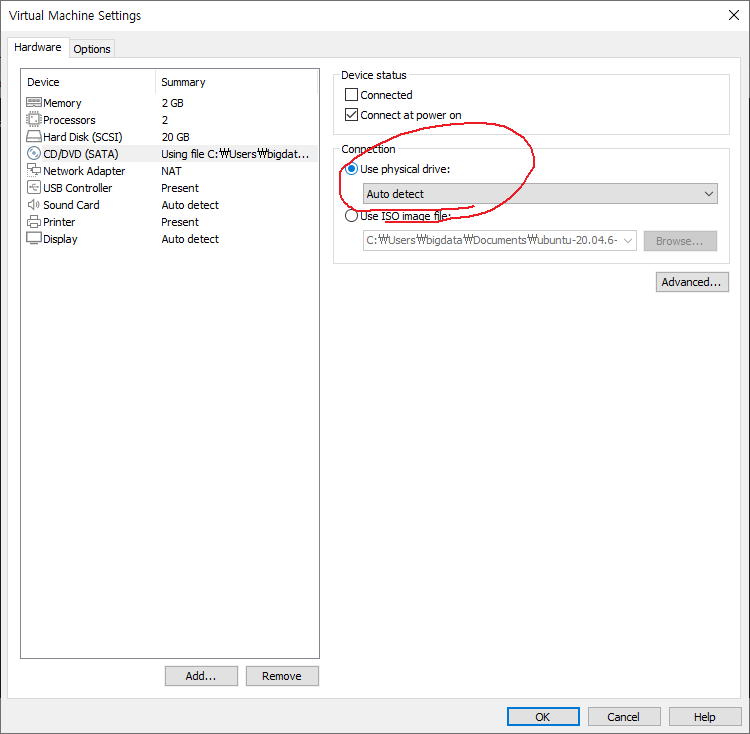 Virtual Machine Settings
Hardware Options
Device Summary
Memory 2 GB
Processors 2
Hard Disk (SCSI) 20 GB
CD/DVD (SATA) Using file C:₩Users₩bigdat...
Network Adapter NAT
USB Controller Present
Sound Card Auto detect
Printer Present
Display Auto detect
Add... Remove
Device status
Connected
Connect at power on
Connection
Use physical drive:
Auto detect
Use ISO image file:
C:₩Users₩bigdata₩Documents₩ubuntu-20.04.6- Browse...
Advanced...
OK Cancel Help